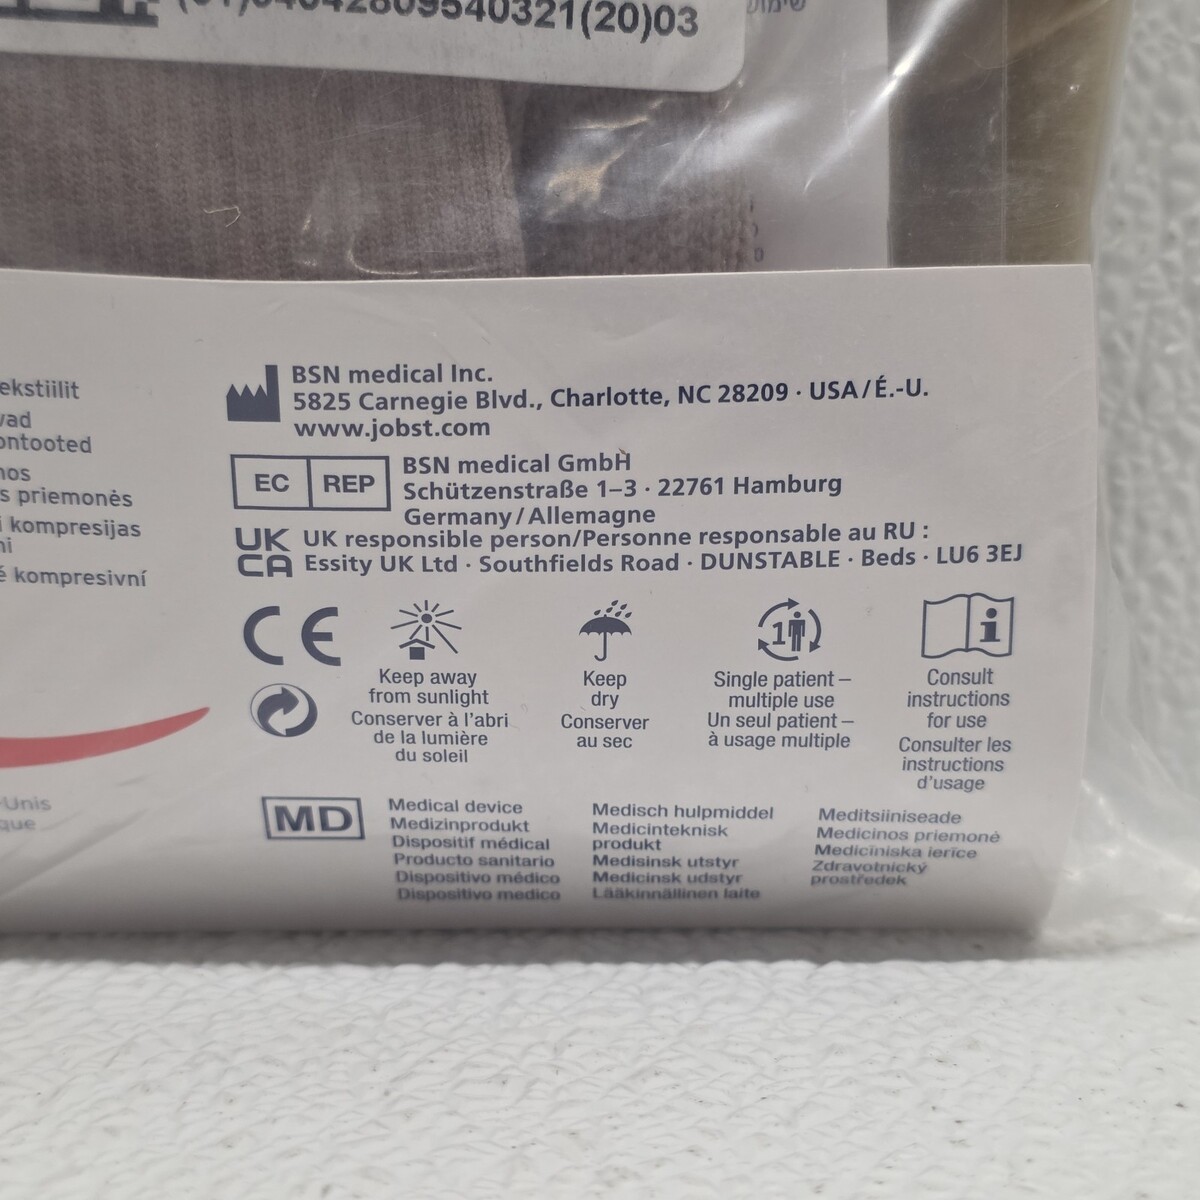 (01)04042809540321(20)03
שימוש
ekstiilit
vad
ontooted
nos
s priemonės
i kompresijas
ni
é kompresivní
-Unis
que
BSN medical Inc.
5825 Carnegie Blvd., Charlotte, NC 28209 · USA/É.-U.
www.jobst.com
EC REP
BSN medical GmbH
Schützenstraße 1–3 · 22761 Hamburg
Germany/Allemagne
UK
CA
UK responsible person/Personne responsable au RU :
Essity UK Ltd · Southfields Road · DUNSTABLE · Beds · LU6 3EJ
CE
Keep away
from sunlight
Conserver à l'abri
de la lumière
du soleil
Keep
dry
Conserver
au sec
1
Single patient –
multiple use
Un seul patient –
à usage multiple
i
Consult
instructions
for use
Consulter les
instructions
d'usage
MD
Medical device
Medizinprodukt
Dispositif médical
Producto sanitario
Dispositivo médico
Dispositivo medico
Medisch hulpmiddel
Medicinteknisk
produkt
Medisinsk utstyr
Medicinsk udstyr
Lääkinnällinen laite
Meditsiiniseade
Medicinos priemonė
Medicīniska ierīce
Zdravotnický
prostředek